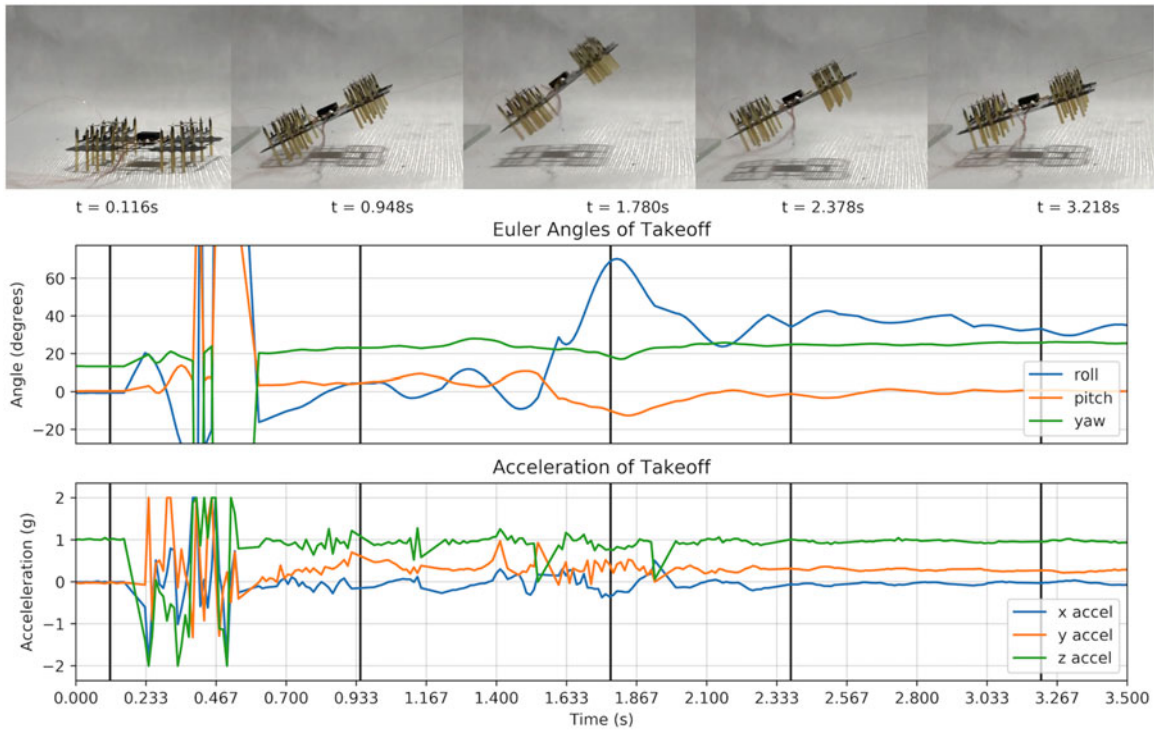 t = 0.116s
t = 0.948s
t = 1.780s
t = 2.378s
t = 3.218s
Euler Angles of Takeoff
Angle (degrees)
60
40
20
0
−20
roll
pitch
yaw
Acceleration of Takeoff
Acceleleration (g)
2
1
0
−1
−2
x accel
y accel
z accel
0.000 0.233 0.467 0.700 0.933 1.167 1.400 1.633 1.867 2.100 2.333 2.567 2.800 3.033 3.267 3.500
Time (s)